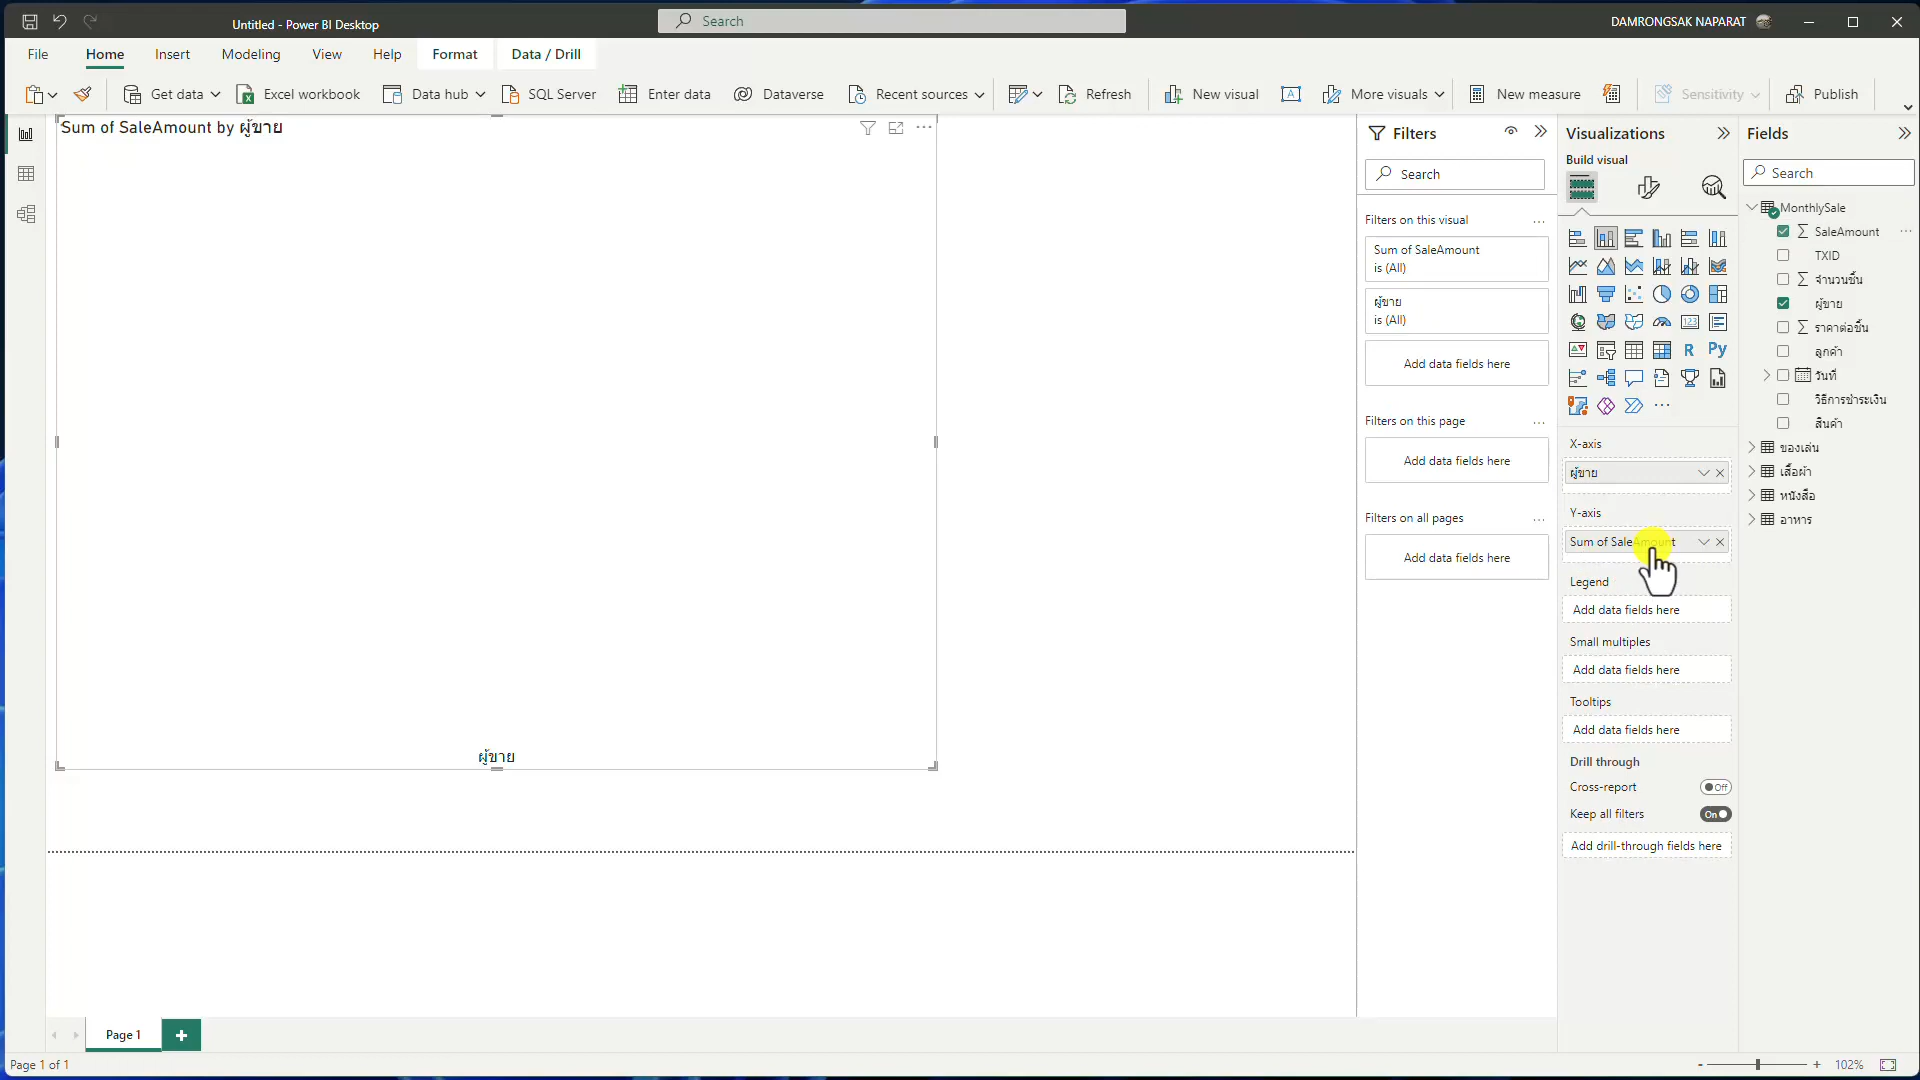 Untitled - Power BI Desktop
Search
DAMRONGSAK NAPARAT
File
Home
Insert
Modeling
View
Help
Format
Data / Drill
Get data
Excel workbook
Data hub
SQL Server
Enter data
Dataverse
Recent sources
Refresh
New visual
More visuals
New measure
Sensitivity
Publish
Sum of SaleAmount by ผู้ขาย
ผู้ขาย
Filters
Search
Filters on this visual
Sum of SaleAmount
is (All)
ผู้ขาย
is (All)
Add data fields here
Filters on this page
Add data fields here
Filters on all pages
Add data fields here
Visualizations
Build visual
123
R
Py
X-axis
ผู้ขาย
Y-axis
Sum of SaleAmount
Legend
Add data fields here
Small multiples
Add data fields here
Tooltips
Add data fields here
Drill through
Cross-report
Off
Keep all filters
On
Add drill-through fields here
Fields
Search
MonthlySale
SaleAmount
TXID
จำนวนชิ้น
ผู้ขาย
ราคาต่อชิ้น
ลูกค้า
วันที่
วิธีการชำระเงิน
สินค้า
ของเล่น
เสื้อผ้า
หนังสือ
อาหาร
Page 1
Page 1 of 1
102%